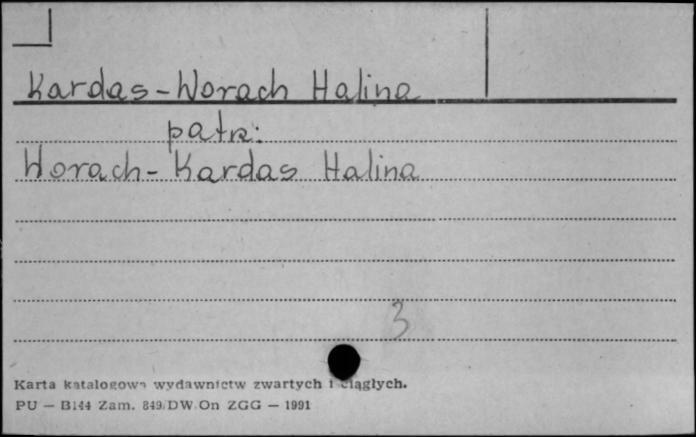 Kardas-Worach Halina
patrz:
Worach-Kardas Halina
3
Karta katalogowa wydawnictw zwartych i ciągłych.
PU — B144 Zam. 849/DW/On ZGG — 1991